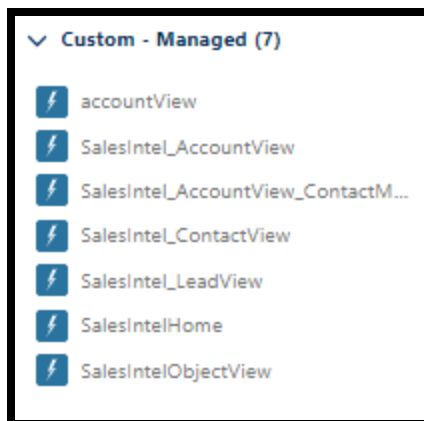 Custom - Managed (7)
accountView
SalesIntel_AccountView
SalesIntel_AccountView_ContactM...
SalesIntel_ContactView
SalesIntel_LeadView
SalesIntelHome
SalesIntelObjectView